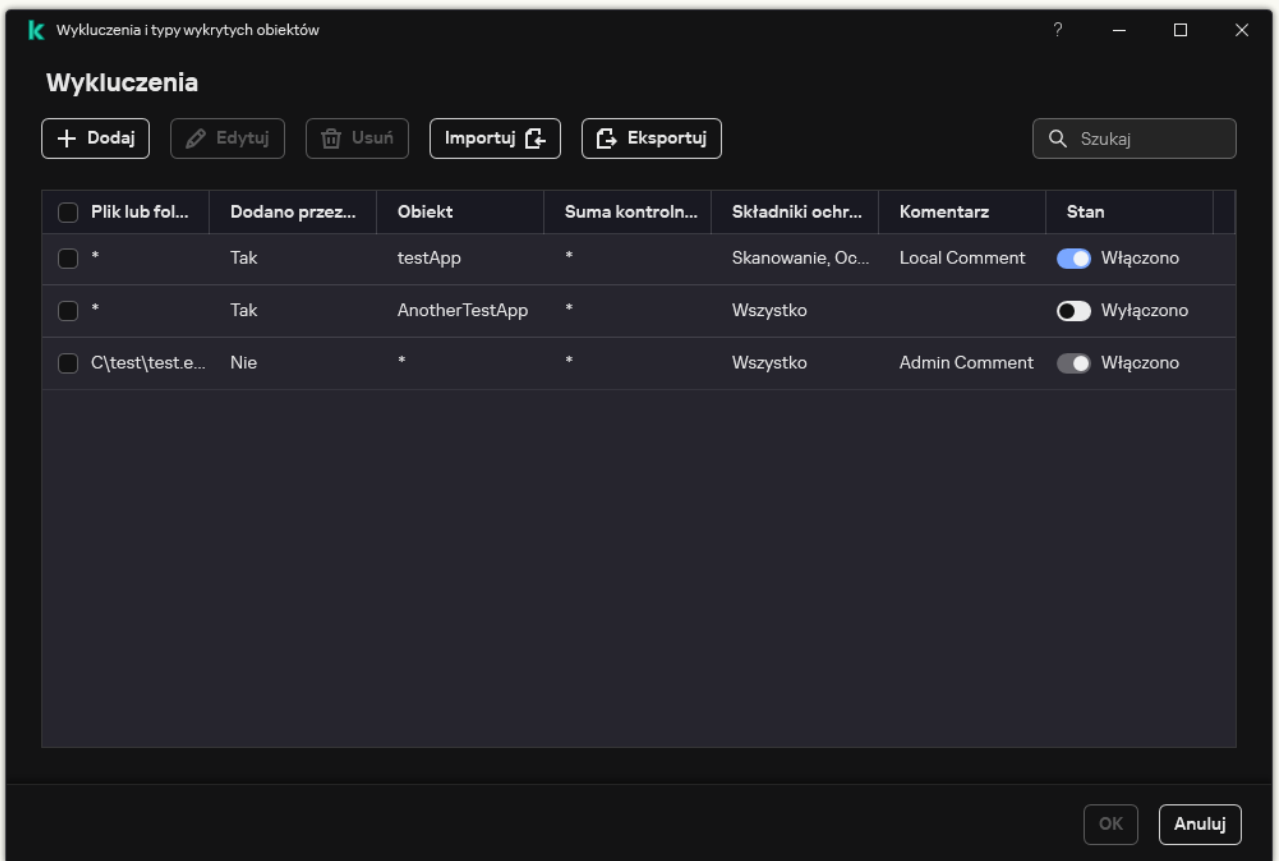 Wykluczenia i typy wykrytych obiektów ?
Wykluczenia
Dodaj Edytuj Usuń Importuj Eksportuj Szukaj
Plik lub fol... Dodano przez... Obiekt Suma kontroln... Składniki ochr... Komentarz Stan
* Tak testApp * Skanowanie, Oc... Local Comment Włączono
* Tak AnotherTestApp * Wszystko Wyłączono
C\test\test.e... Nie * * Wszystko Admin Comment Włączono
OK Anuluj